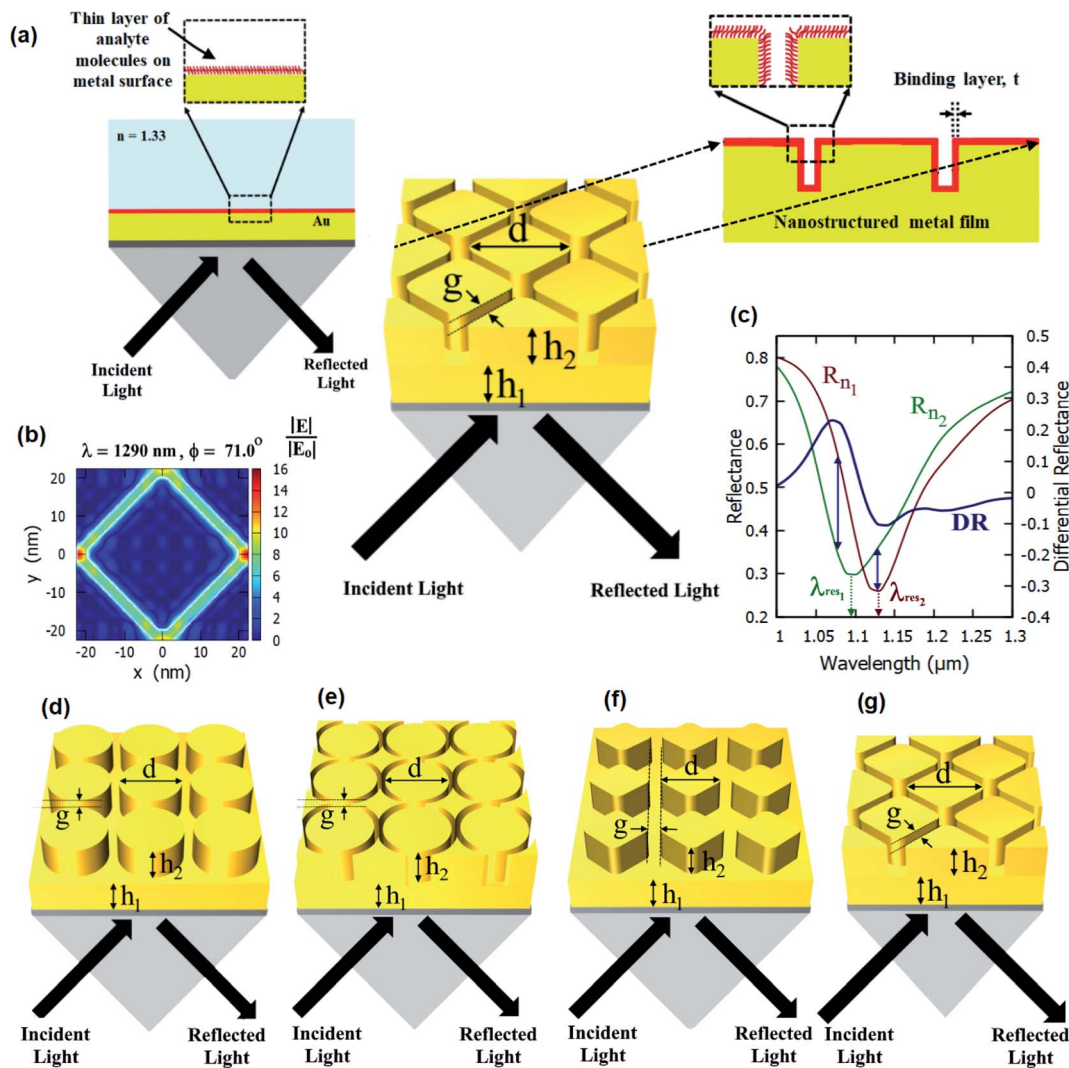 (a)
Thin layer of
analyte
molecules on
metal surface
n = 1.33
Au
Incident
Light
Reflected
Light
Binding layer, t
Nanostructured metal film
d
g
h2
h1
Incident Light
Reflected Light
(b)
λ = 1290 nm , ϕ = 71.0°
|E|
|Eo|
20
10
0
-10
-20
y (nm)
-20 -10 0 10 20
x (nm)
16
14
12
10
8
6
4
2
0
(c)
Rn1
Rn2
DR
λres1
λres2
Reflectance
0.8
0.7
0.6
0.5
0.4
0.3
0.2
Differential Reflectance
0.5
0.4
0.3
0.2
0.1
0
-0.1
-0.2
-0.3
-0.4
1 1.05 1.1 1.15 1.2 1.25 1.3
Wavelength (µm)
(d)
d
g
h2
h1
Incident
Light
Reflected
Light
(e)
d
g
h2
h1
Incident
Light
Reflected
Light
(f)
d
g
h2
h1
Incident
Light
Reflected
Light
(g)
d
g
h2
h1
Incident
Light
Reflected
Light